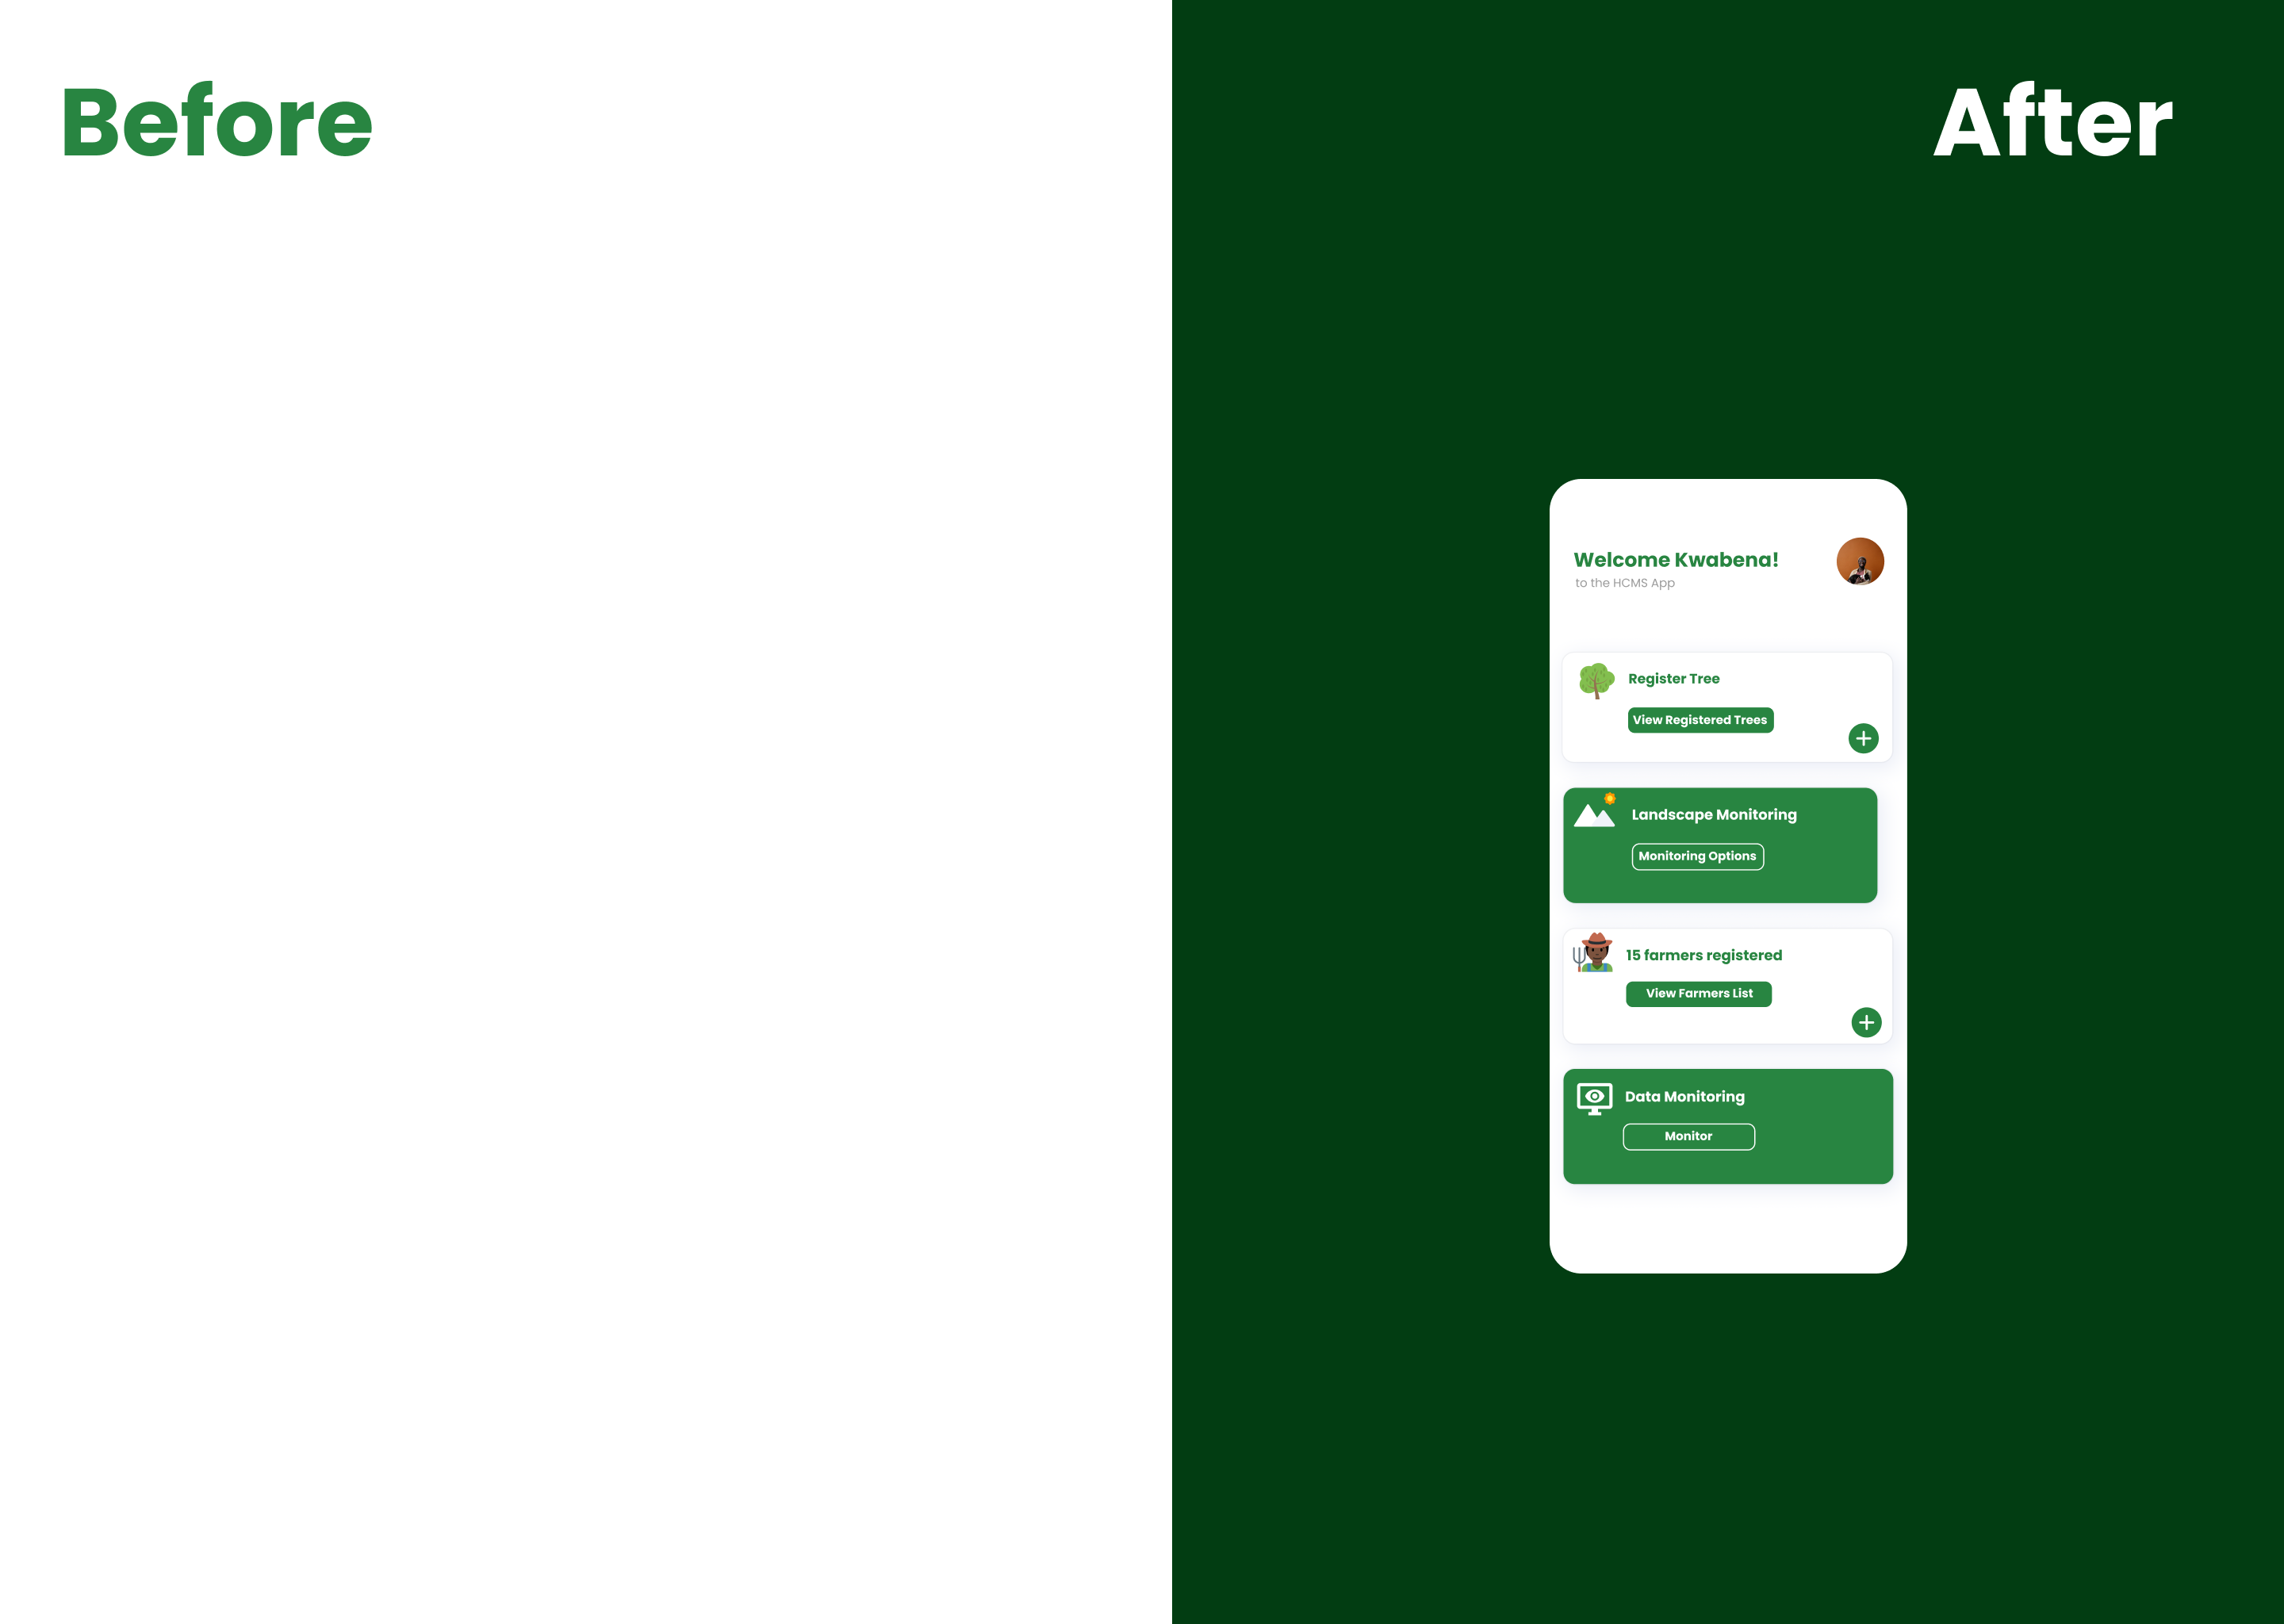 Before
After
Welcome Kwabena!
to the HCMS App
Register Tree
View Registered Trees
Landscape Monitoring
Monitoring Options
15 farmers registered
View Farmers List
Data Monitoring
Monitor